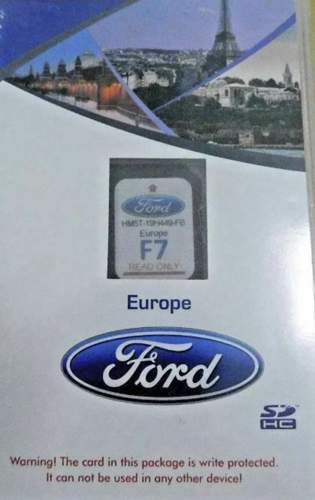 Ford
HM5T-19H449-FB
Europe
F7
READ ONLY
Europe
Ford
SD
HC
Warning! The card in this package is write protected.
It can not be used in any other device!